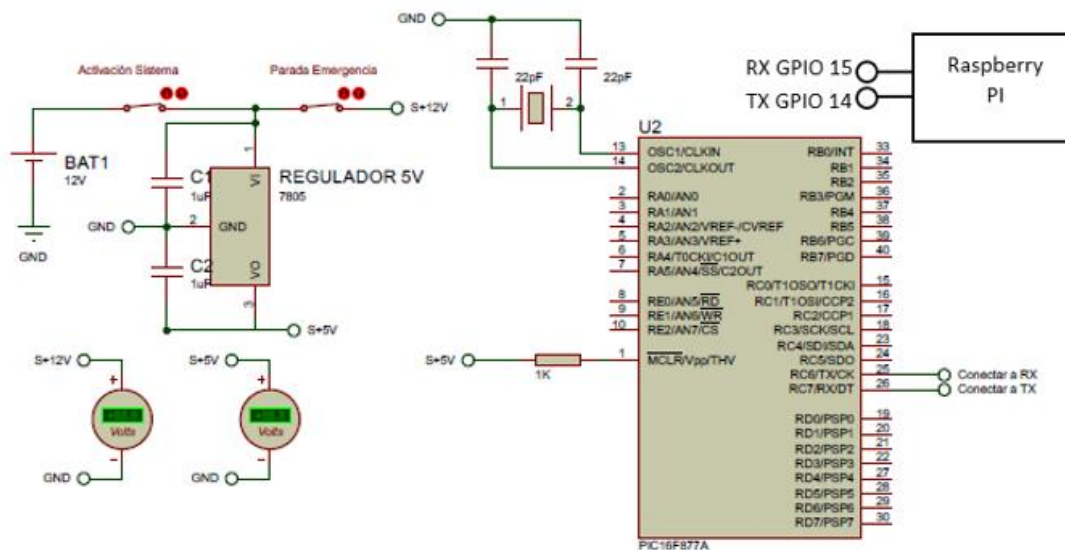 GND
RX GPIO 15
TX GPIO 14
Raspberry
PI
Activación Sistema
Parada Emergencia
S+12V
BAT1
12V
GND
C1
1uF
1
VI
REGULADOR 5V
7805
GND
2
GND
C2
1uF
VO
3
S+5V
S+12V
+
Volts
-
GND
S+5V
+
Volts
-
GND
22pF
22pF
1
2
U2
13 OSC1/CLKIN
14 OSC2/CLKOUT
2 RA0/AN0
3 RA1/AN1
4 RA2/AN2/VREF-/CVREF
5 RA3/AN3/VREF+
6 RA4/T0CKI/C1OUT
7 RA5/AN4/SS/C2OUT
8 RE0/AN5/RD
9 RE1/AN6/WR
10 RE2/AN7/CS
S+5V
1K
1 MCLR/Vpp/THV
RB0/INT 33
RB1 34
RB2 35
RB3/PGM 36
RB4 37
RB5 38
RB6/PGC 39
RB7/PGD 40
RC0/T1OSO/T1CKI 15
RC1/T1OSI/CCP2 16
RC2/CCP1 17
RC3/SCK/SCL 18
RC4/SDI/SDA 23
RC5/SDO 24
RC6/TX/CK 25 Conectar a RX
RC7/RX/DT 26 Conectar a TX
RD0/PSP0 19
RD1/PSP1 20
RD2/PSP2 21
RD3/PSP3 22
RD4/PSP4 27
RD5/PSP5 28
RD6/PSP6 29
RD7/PSP7 30
PIC16F877A